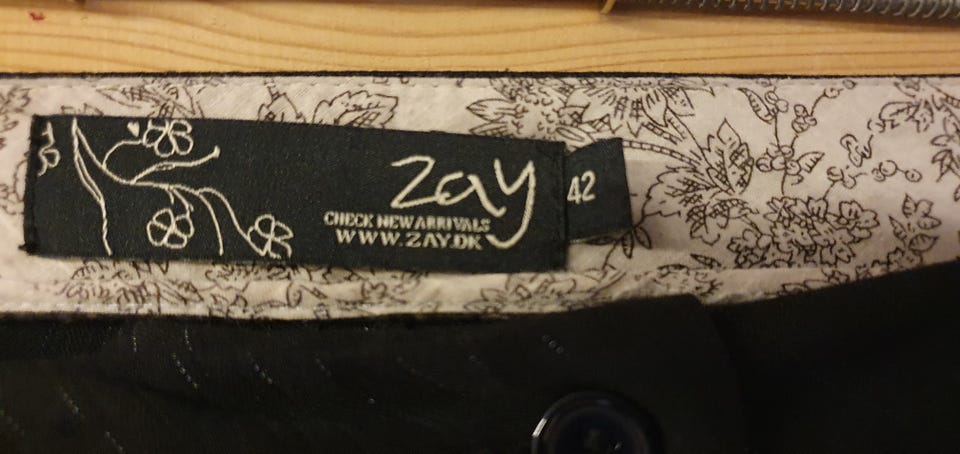 zay
CHECK NEW ARRIVALS
WWW.ZAY.DK
42